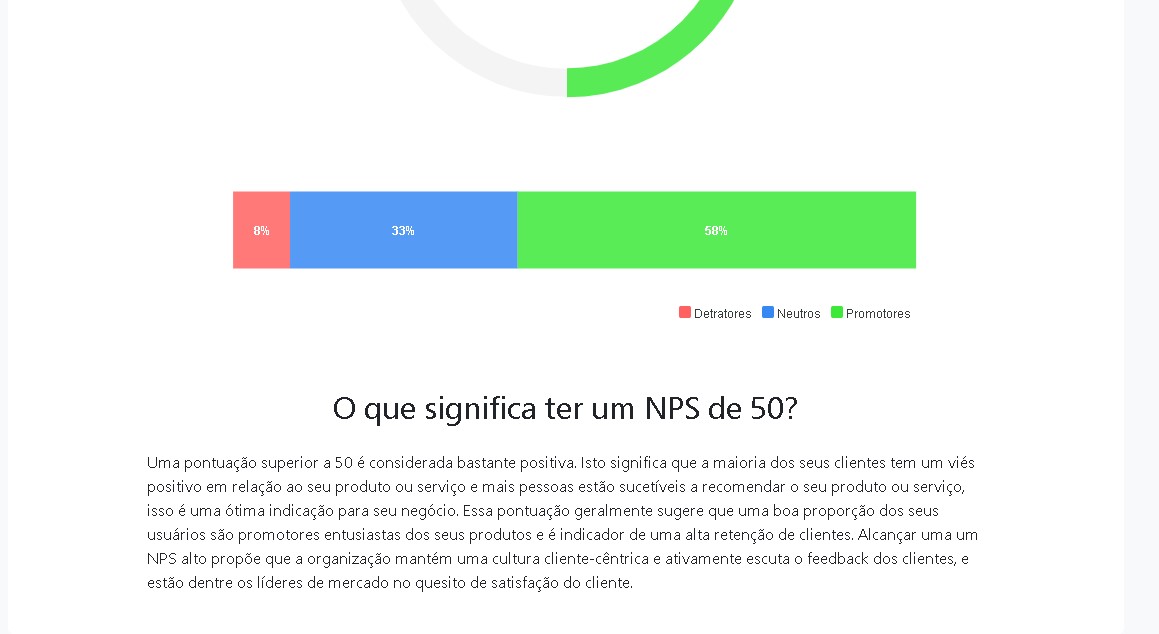 8% 33% 58%
Detratores Neutros Promotores
O que significa ter um NPS de 50?
Uma pontuação superior a 50 é considerada bastante positiva. Isto significa que a maioria dos seus clientes tem um viés
positivo em relação ao seu produto ou serviço e mais pessoas estão sucetíveis a recomendar o seu produto ou serviço,
isso é uma ótima indicação para seu negócio. Essa pontuação geralmente sugere que uma boa proporção dos seus
usuários são promotores entusiastas dos seus produtos e é indicador de uma alta retenção de clientes. Alcançar uma um
NPS alto propõe que a organização mantém uma cultura cliente-cêntrica e ativamente escuta o feedback dos clientes, e
estão dentre os líderes de mercado no quesito de satisfação do cliente.